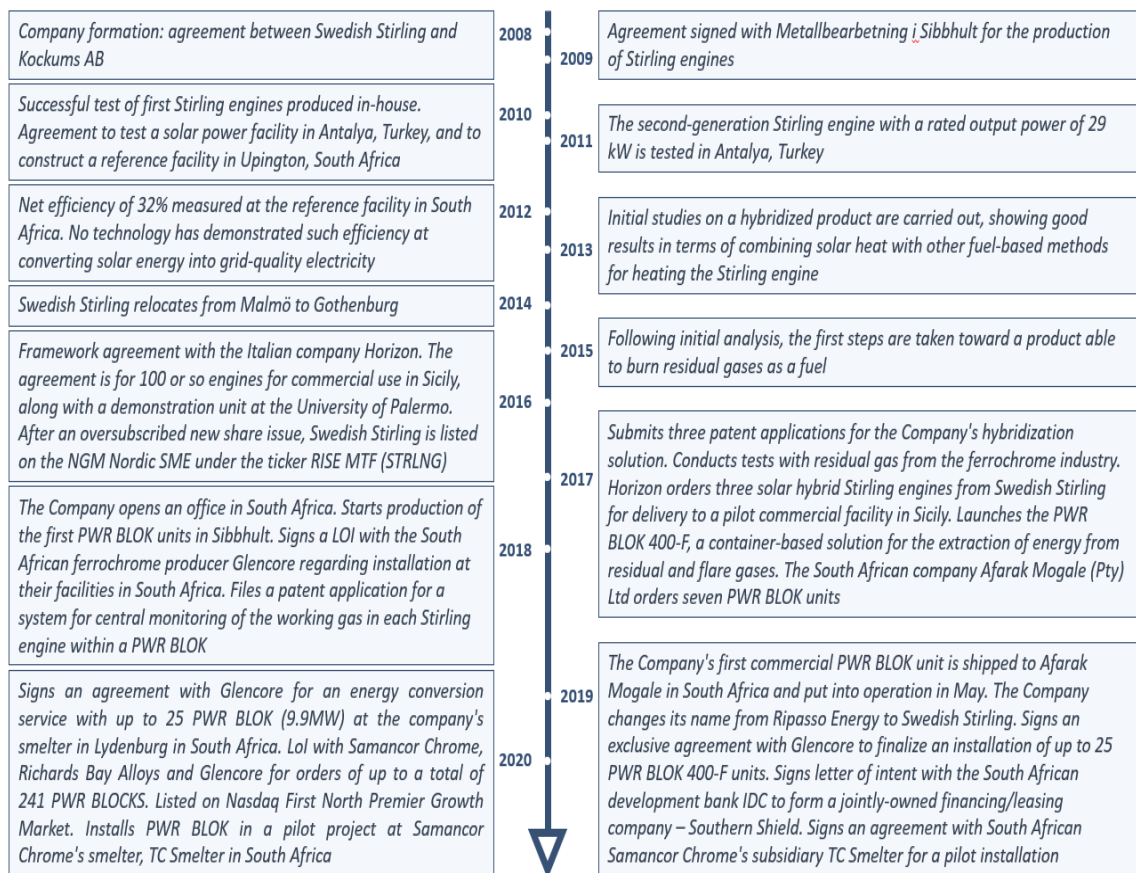 2008
Company formation: agreement between Swedish Stirling and
Kockums AB
2009
Agreement signed with Metallbearbetning i Sibbhult for the production
of Stirling engines
2010
Successful test of first Stirling engines produced in-house.
Agreement to test a solar power facility in Antalya, Turkey, and to
construct a reference facility in Upington, South Africa
2011
The second-generation Stirling engine with a rated output power of 29
kW is tested in Antalya, Turkey
2012
Net efficiency of 32% measured at the reference facility in South
Africa. No technology has demonstrated such efficiency at
converting solar energy into grid-quality electricity
2013
Initial studies on a hybridized product are carried out, showing good
results in terms of combining solar heat with other fuel-based methods
for heating the Stirling engine
2014
Swedish Stirling relocates from Malmö to Gothenburg
2015
Following initial analysis, the first steps are taken toward a product able
to burn residual gases as a fuel
2016
Framework agreement with the Italian company Horizon. The
agreement is for 100 or so engines for commercial use in Sicily,
along with a demonstration unit at the University of Palermo.
After an oversubscribed new share issue, Swedish Stirling is listed
on the NGM Nordic SME under the ticker RISE MTF (STRLNG)
2017
Submits three patent applications for the Company's hybridization
solution. Conducts tests with residual gas from the ferrochrome industry.
Horizon orders three solar hybrid Stirling engines from Swedish Stirling
for delivery to a pilot commercial facility in Sicily. Launches the PWR
BLOK 400-F, a container-based solution for the extraction of energy from
residual and flare gases. The South African company Afarak Mogale (Pty)
Ltd orders seven PWR BLOK units
2018
The Company opens an office in South Africa. Starts production of
the first PWR BLOK units in Sibbhult. Signs a LOI with the South
African ferrochrome producer Glencore regarding installation at
their facilities in South Africa. Files a patent application for a
system for central monitoring of the working gas in each Stirling
engine within a PWR BLOK
2019
The Company's first commercial PWR BLOK unit is shipped to Afarak
Mogale in South Africa and put into operation in May. The Company
changes its name from Ripasso Energy to Swedish Stirling. Signs an
exclusive agreement with Glencore to finalize an installation of up to 25
PWR BLOK 400-F units. Signs letter of intent with the South African
development bank IDC to form a jointly-owned financing/leasing
company – Southern Shield. Signs an agreement with South African
Samancor Chrome's subsidiary TC Smelter for a pilot installation
2020
Signs an agreement with Glencore for an energy conversion
service with up to 25 PWR BLOK (9.9MW) at the company's
smelter in Lydenburg in South Africa. LoI with Samancor Chrome,
Richards Bay Alloys and Glencore for orders of up to a total of
241 PWR BLOCKS. Listed on Nasdaq First North Premier Growth
Market. Installs PWR BLOK in a pilot project at Samancor
Chrome's smelter, TC Smelter in South Africa